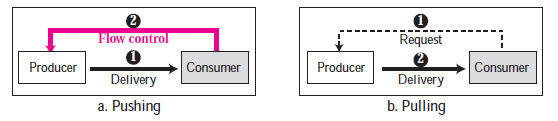 ❷
Flow control
❶
Producer
Consumer
Delivery
a. Pushing
❶
Request
❷
Producer
Consumer
Delivery
b. Pulling